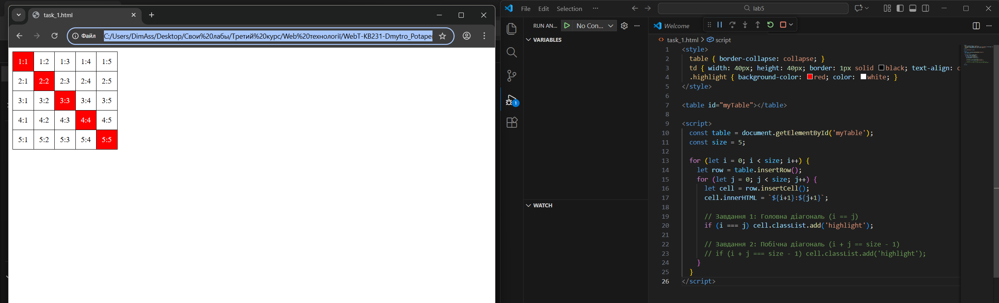 task_1.html
Файл
C:/Users/DimAss/Desktop/Свои%20лабы/Третий%20курс/Web%20технології/WebT-KB231-Dmytro_Potape
1:1 1:2 1:3 1:4 1:5
2:1 2:2 2:3 2:4 2:5
3:1 3:2 3:3 3:4 3:5
4:1 4:2 4:3 4:4 4:5
5:1 5:2 5:3 5:4 5:5
File Edit Selection ···
lab5
RUN AN... No Con... ···
VARIABLES
1
WATCH
Welcome
task_1.html > script
1 <style>
2 table { border-collapse: collapse; }
3 td { width: 40px; height: 40px; border: 1px solid black; text-align: c
4 .highlight { background-color: red; color: white; }
5 </style>
6
7 <table id="myTable"></table>
8
9 <script>
10 const table = document.getElementById('myTable');
11 const size = 5;
12
13 for (let i = 0; i < size; i++) {
14 let row = table.insertRow();
15 for (let j = 0; j < size; j++) {
16 let cell = row.insertCell();
17 cell.innerHTML = `${i+1}:${j+1}`;
18
19 // Завдання 1: Головна діагональ (i == j)
20 if (i === j) cell.classList.add('highlight');
21
22 // Завдання 2: Побічна діагональ (i + j == size - 1)
23 // if (i + j === size - 1) cell.classList.add('highlight');
24 }
25 }
26 </script>